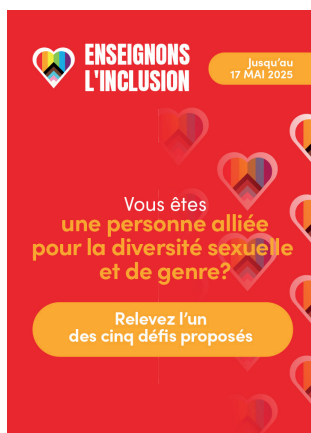 ENSEIGNONS
L'INCLUSION
Jusqu'au
17 MAI 2025
Vous êtes
une personne alliée
pour la diversité sexuelle
et de genre?
Relevez l'un
des cinq défis proposés